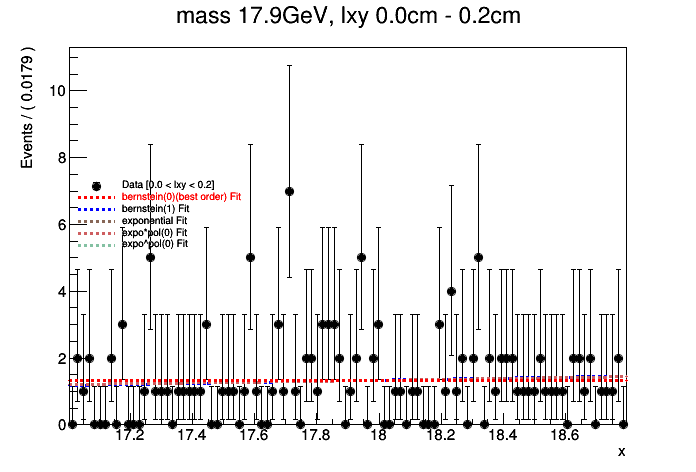 mass 17.9GeV, lxy 0.0cm - 0.2cm
Events / ( 0.0179 )
10
8
6
4
2
0
Data [0.0 < lxy < 0.2]
bernstein(0)(best order) Fit
bernstein(1) Fit
exponential Fit
expo*pol(0) Fit
expo^pol(0) Fit
17.2 17.4 17.6 17.8 18 18.2 18.4 18.6
x